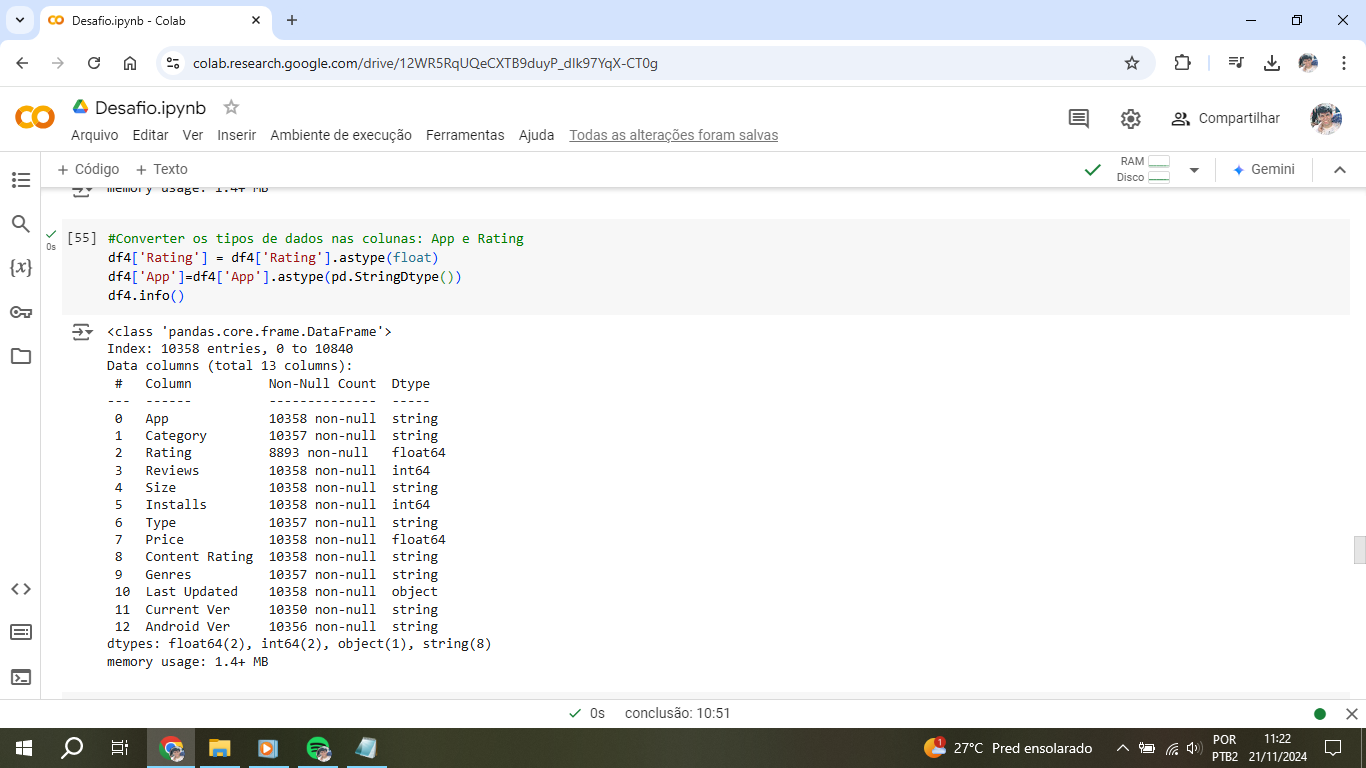 Desafio.ipynb - Colab
colab.research.google.com/drive/12WR5RqUQeCXTB9duyP_dIk97YqX-CT0g
Desafio.ipynb
Arquivo Editar Ver Inserir Ambiente de execução Ferramentas Ajuda Todas as alterações foram salvas
Compartilhar
+ Código + Texto
RAM
Disco
Gemini
memory usage: 1.4+ MB
0s
[55] #Converter os tipos de dados nas colunas: App e Rating
df4['Rating'] = df4['Rating'].astype(float)
df4['App']=df4['App'].astype(pd.StringDtype())
df4.info()
<class 'pandas.core.frame.DataFrame'>
Index: 10358 entries, 0 to 10840
Data columns (total 13 columns):
# Column Non-Null Count Dtype
--- ------ -------------- -----
0 App 10358 non-null string
1 Category 10357 non-null string
2 Rating 8893 non-null float64
3 Reviews 10358 non-null int64
4 Size 10358 non-null string
5 Installs 10358 non-null int64
6 Type 10357 non-null string
7 Price 10358 non-null float64
8 Content Rating 10358 non-null string
9 Genres 10357 non-null string
10 Last Updated 10358 non-null object
11 Current Ver 10350 non-null string
12 Android Ver 10356 non-null string
dtypes: float64(2), int64(2), object(1), string(8)
memory usage: 1.4+ MB
{x}
0s conclusão: 10:51
1
27°C Pred ensolarado
POR
PTB2
11:22
21/11/2024